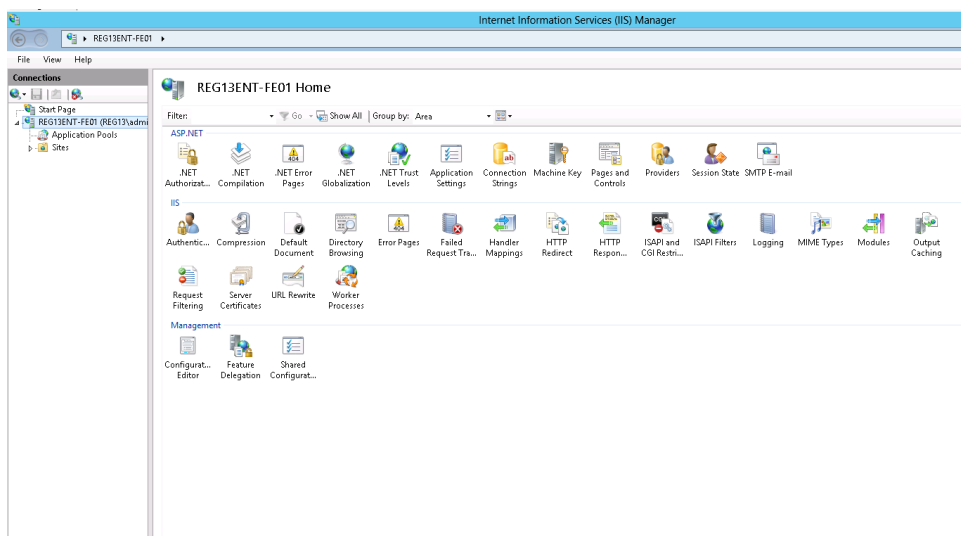 Internet Information Services (IIS) Manager
REG13ENT-FE01
File View Help
Connections
Start Page
REG13ENT-FE01 (REG13\admi
Application Pools
Sites
REG13ENT-FE01 Home
Filter: Go Show All Group by: Area
ASP.NET
.NET Authorizat...
.NET Compilation
.NET Error Pages
.NET Globalization
.NET Trust Levels
Application Settings
Connection Strings
Machine Key
Pages and Controls
Providers
Session State
SMTP E-mail
IIS
Authentic...
Compression
Default Document
Directory Browsing
Error Pages
Failed Request Tra...
Handler Mappings
HTTP Redirect
HTTP Respon...
ISAPI and CGI Restri...
ISAPI Filters
Logging
MIME Types
Modules
Output Caching
Request Filtering
Server Certificates
URL Rewrite
Worker Processes
Management
Configurat... Editor
Feature Delegation
Shared Configurat...